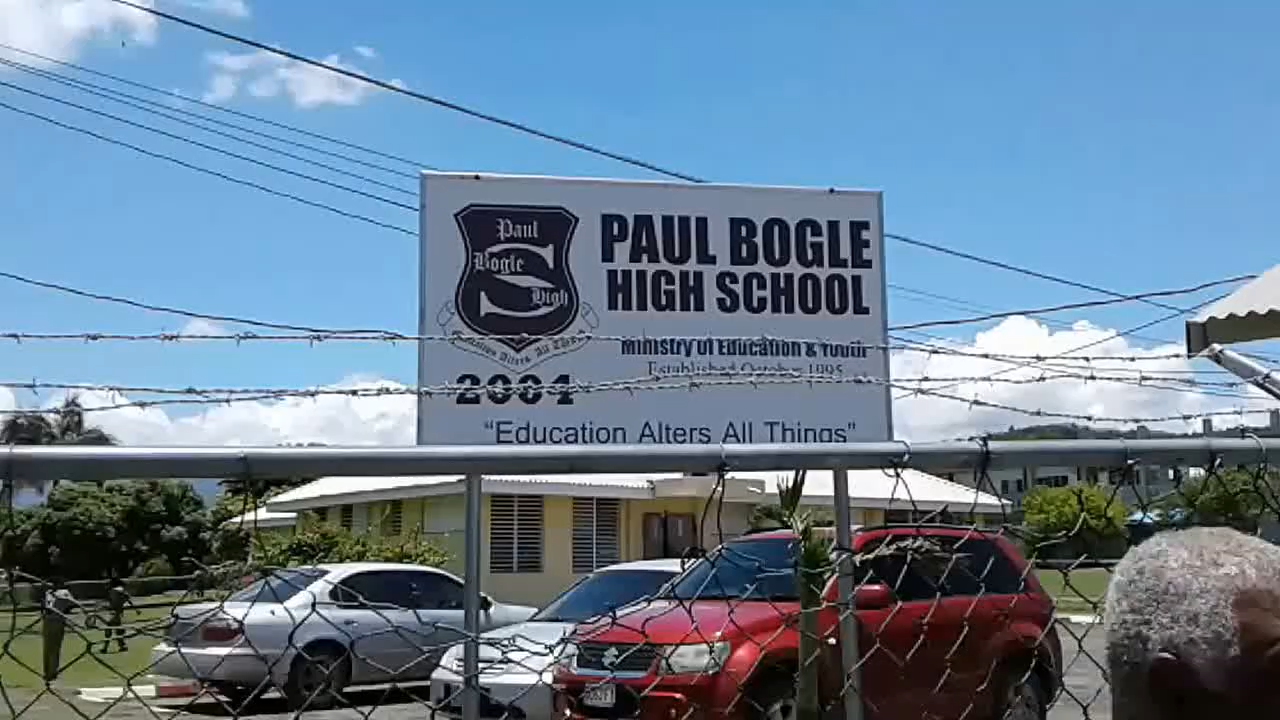 Paul
Bogle
High
Education Alters All Things
PAUL BOGLE
HIGH SCHOOL
Ministry of Education & Youth
Established October 1995
2004
"Education Alters All Things"